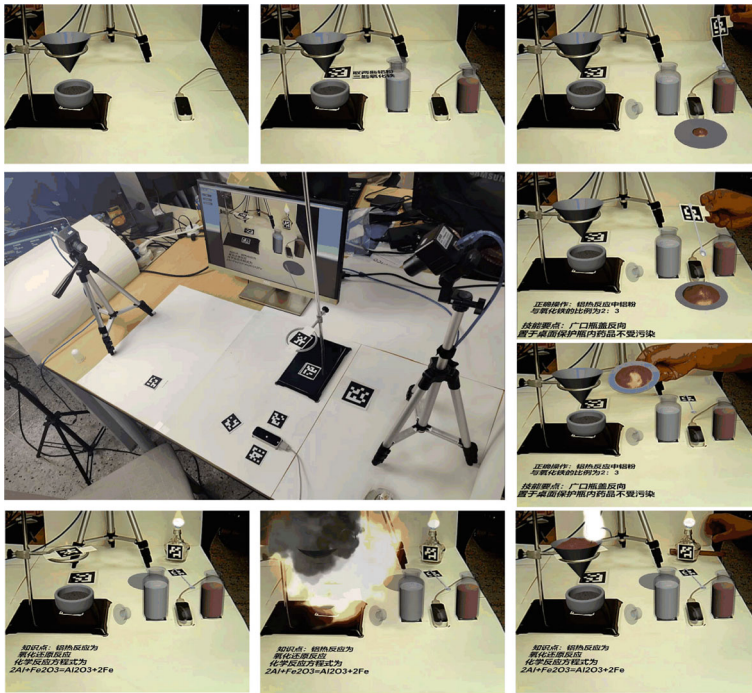 正确操作：铝热反应中铝粉
与氧化铁的比例为2：3
技能要点：广口瓶盖反向
置于桌面保护瓶内药品不受污染
正确操作：铝热反应中铝粉
与氧化铁的比例为2：3
技能要点：广口瓶盖反向
置于桌面保护瓶内药品不受污染
知识点：铝热反应为
氧化还原反应
化学反应方程式为
2Al+Fe2O3=Al2O3+2Fe
知识点：铝热反应为
氧化还原反应
化学反应方程式为
2Al+Fe2O3=Al2O3+2Fe
知识点：铝热反应为
氧化还原反应
化学反应方程式为
2Al+Fe2O3=Al2O3+2Fe